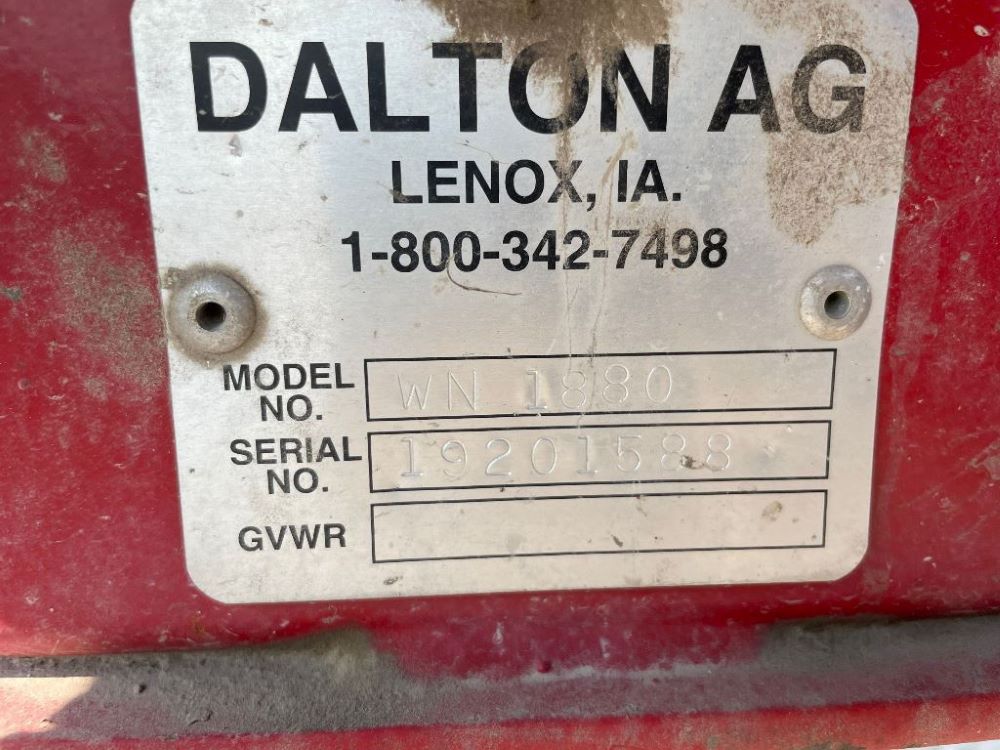 DALTON AG
LENOX, IA.
1-800-342-7498
MODEL NO. WN 1880
SERIAL NO. 19201588
GVWR